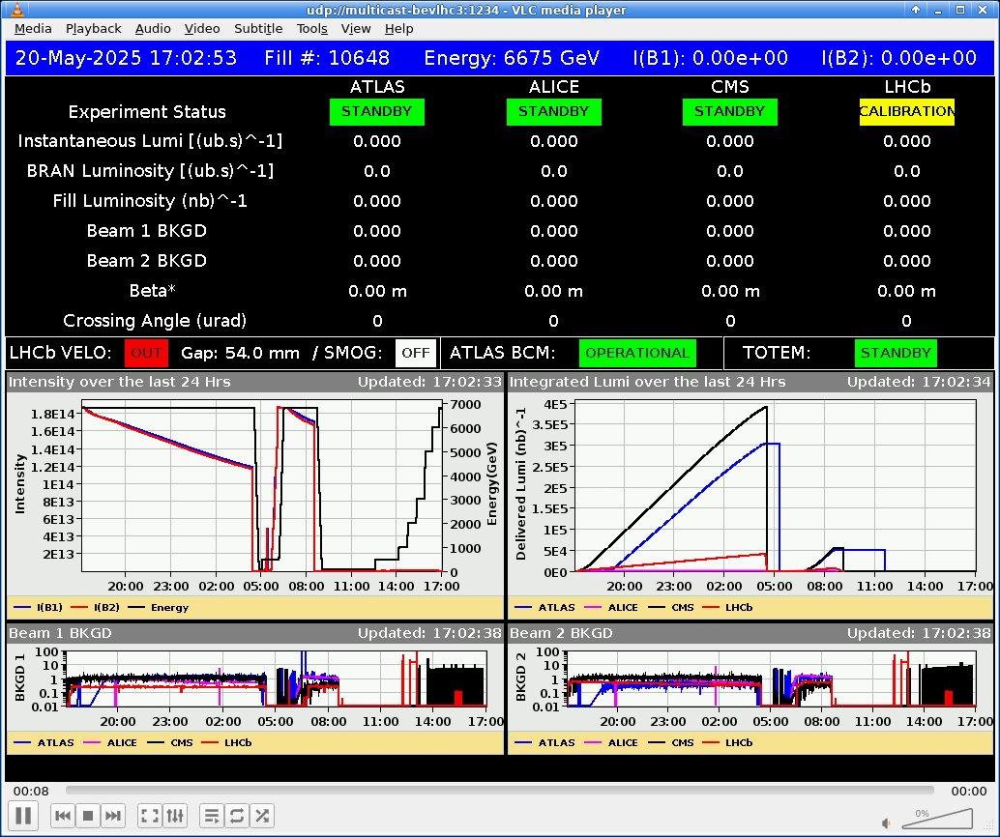 udp://multicast-bevlhc3:1234 - VLC media player
Media Playback Audio Video Subtitle Tools View Help
20-May-2025 17:02:53 Fill #: 10648 Energy: 6675 GeV I(B1): 0.00e+00 I(B2): 0.00e+00
ATLAS ALICE CMS LHCb
Experiment Status STANDBY STANDBY STANDBY CALIBRATION
Instantaneous Lumi [(ub.s)^-1] 0.000 0.000 0.000 0.000
BRAN Luminosity [(ub.s)^-1] 0.0 0.0 0.0 0.0
Fill Luminosity (nb)^-1 0.000 0.000 0.000 0.000
Beam 1 BKGD 0.000 0.000 0.000 0.000
Beam 2 BKGD 0.000 0.000 0.000 0.000
Beta* 0.00 m 0.00 m 0.00 m 0.00 m
Crossing Angle (urad) 0 0 0 0
LHCb VELO: OUT Gap: 54.0 mm / SMOG: OFF ATLAS BCM: OPERATIONAL TOTEM: STANDBY
Intensity over the last 24 Hrs Updated: 17:02:33
Intensity
1.8E14
1.6E14
1.4E14
1.2E14
1E14
8E13
6E13
4E13
2E13
7000
6000
5000
4000
3000
2000
1000
0
Energy(GeV)
20:00 23:00 02:00 05:00 08:00 11:00 14:00 17:00
I(B1) I(B2) Energy
Integrated Lumi over the last 24 Hrs Updated: 17:02:34
Delivered Lumi (nb)^-1
4E5
3.5E5
3E5
2.5E5
2E5
1.5E5
1E5
5E4
0E0
20:00 23:00 02:00 05:00 08:00 11:00 14:00 17:00
ATLAS ALICE CMS LHCb
Beam 1 BKGD Updated: 17:02:38
BKGD 1
100
10
1
0.1
0.01
20:00 23:00 02:00 05:00 08:00 11:00 14:00 17:00
ATLAS ALICE CMS LHCb
Beam 2 BKGD Updated: 17:02:38
BKGD 2
100
10
1
0.1
0.01
20:00 23:00 02:00 05:00 08:00 11:00 14:00 17:00
ATLAS ALICE CMS LHCb
00:08 00:00
0%